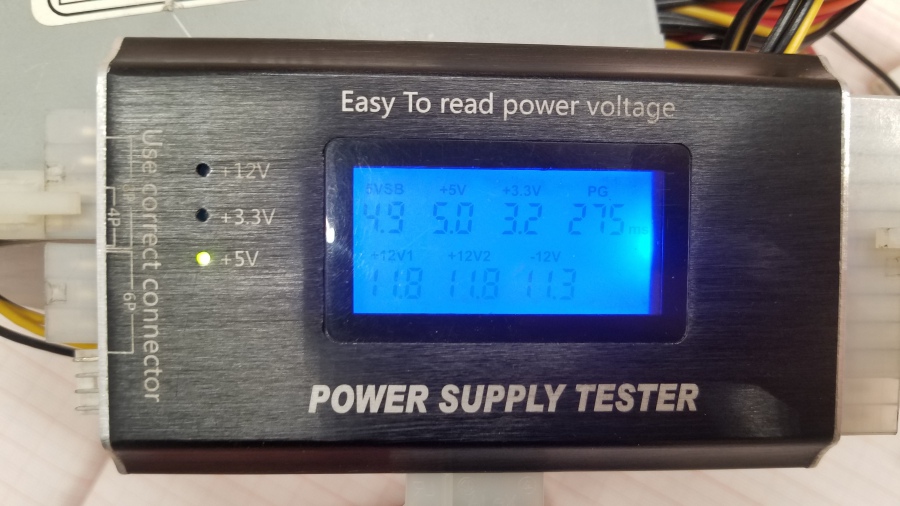 Easy To read power voltage
Use correct connector
4P
6P
+12V
+3.3V
+5V
5VSB +5V +3.3V PG
4.9 5.0 3.2 275 ms
+12V1 +12V2 -12V
11.8 11.8 11.3
POWER SUPPLY TESTER